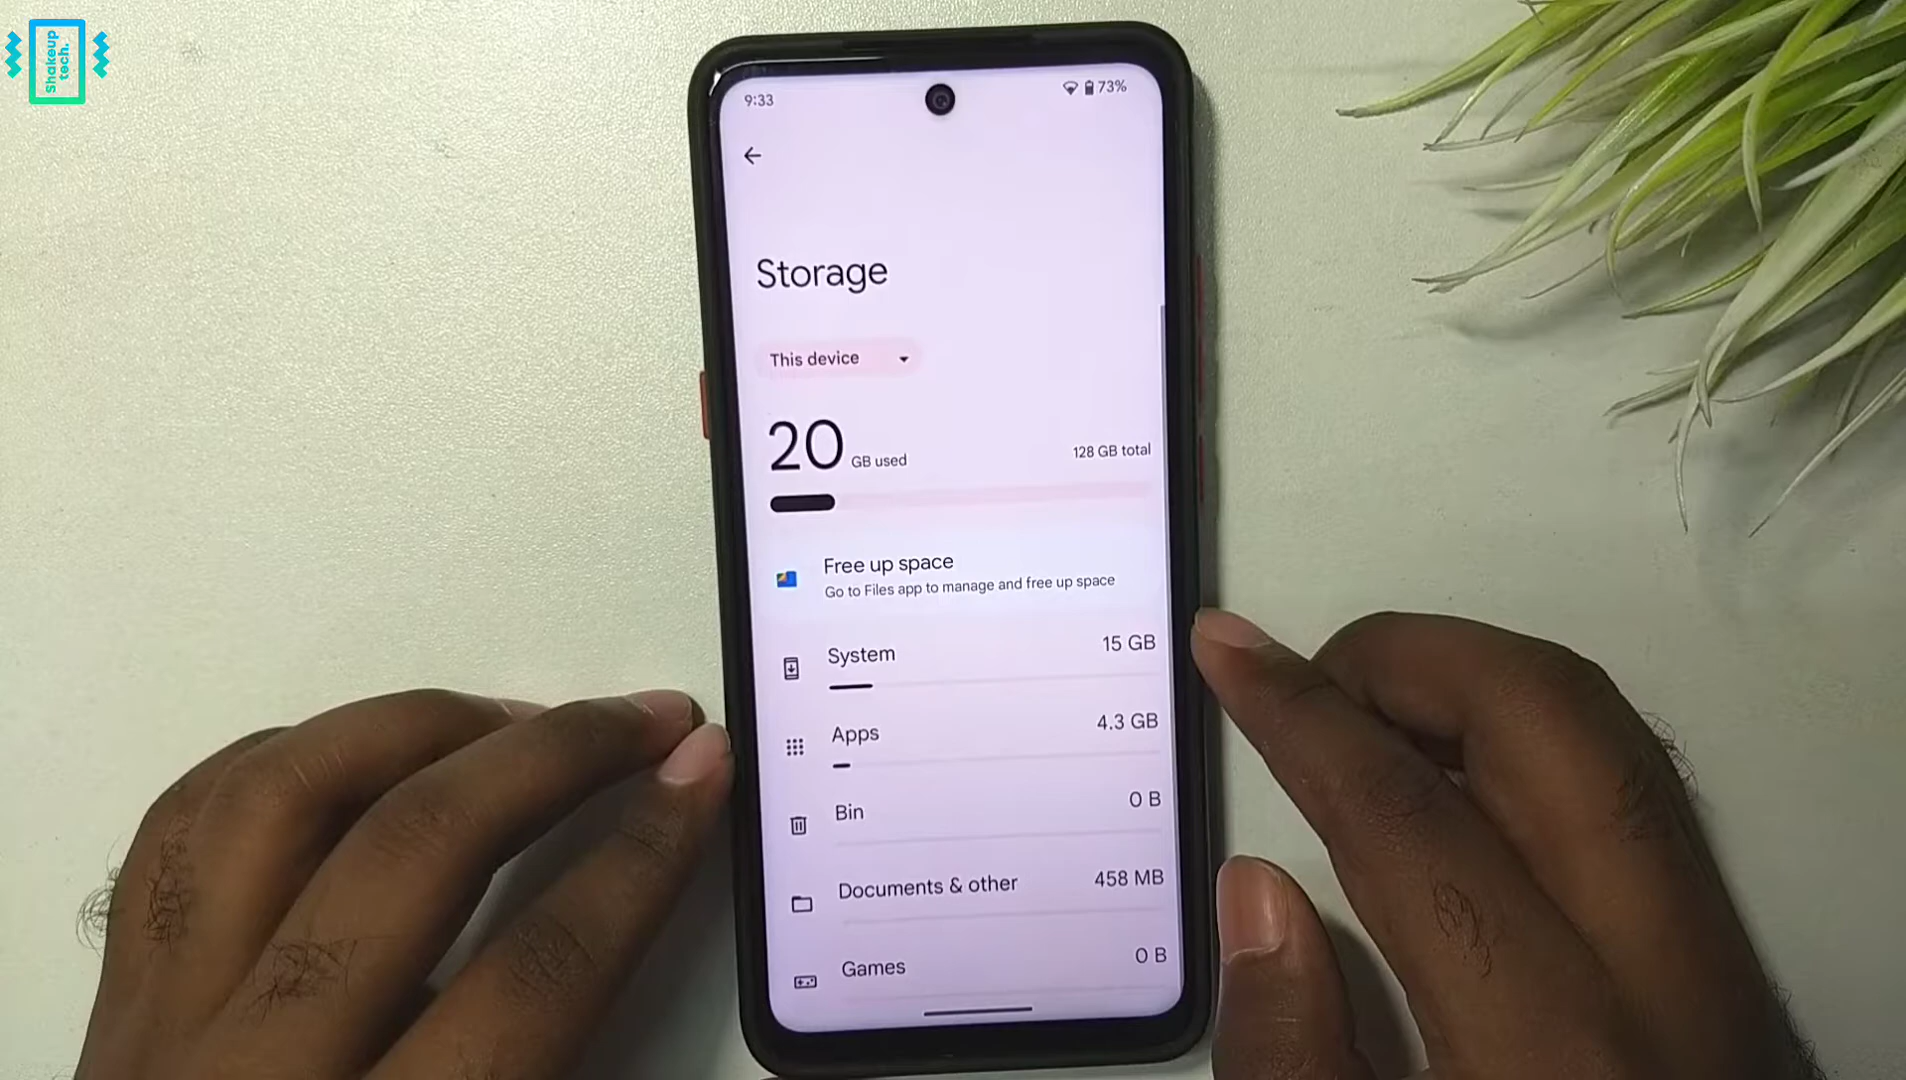 Shakeup
tech.
9:33
73%
Storage
This device
20 GB used
128 GB total
Free up space
Go to Files app to manage and free up space
System
15 GB
Apps
4.3 GB
Bin
0 B
Documents & other
458 MB
Games
0 B